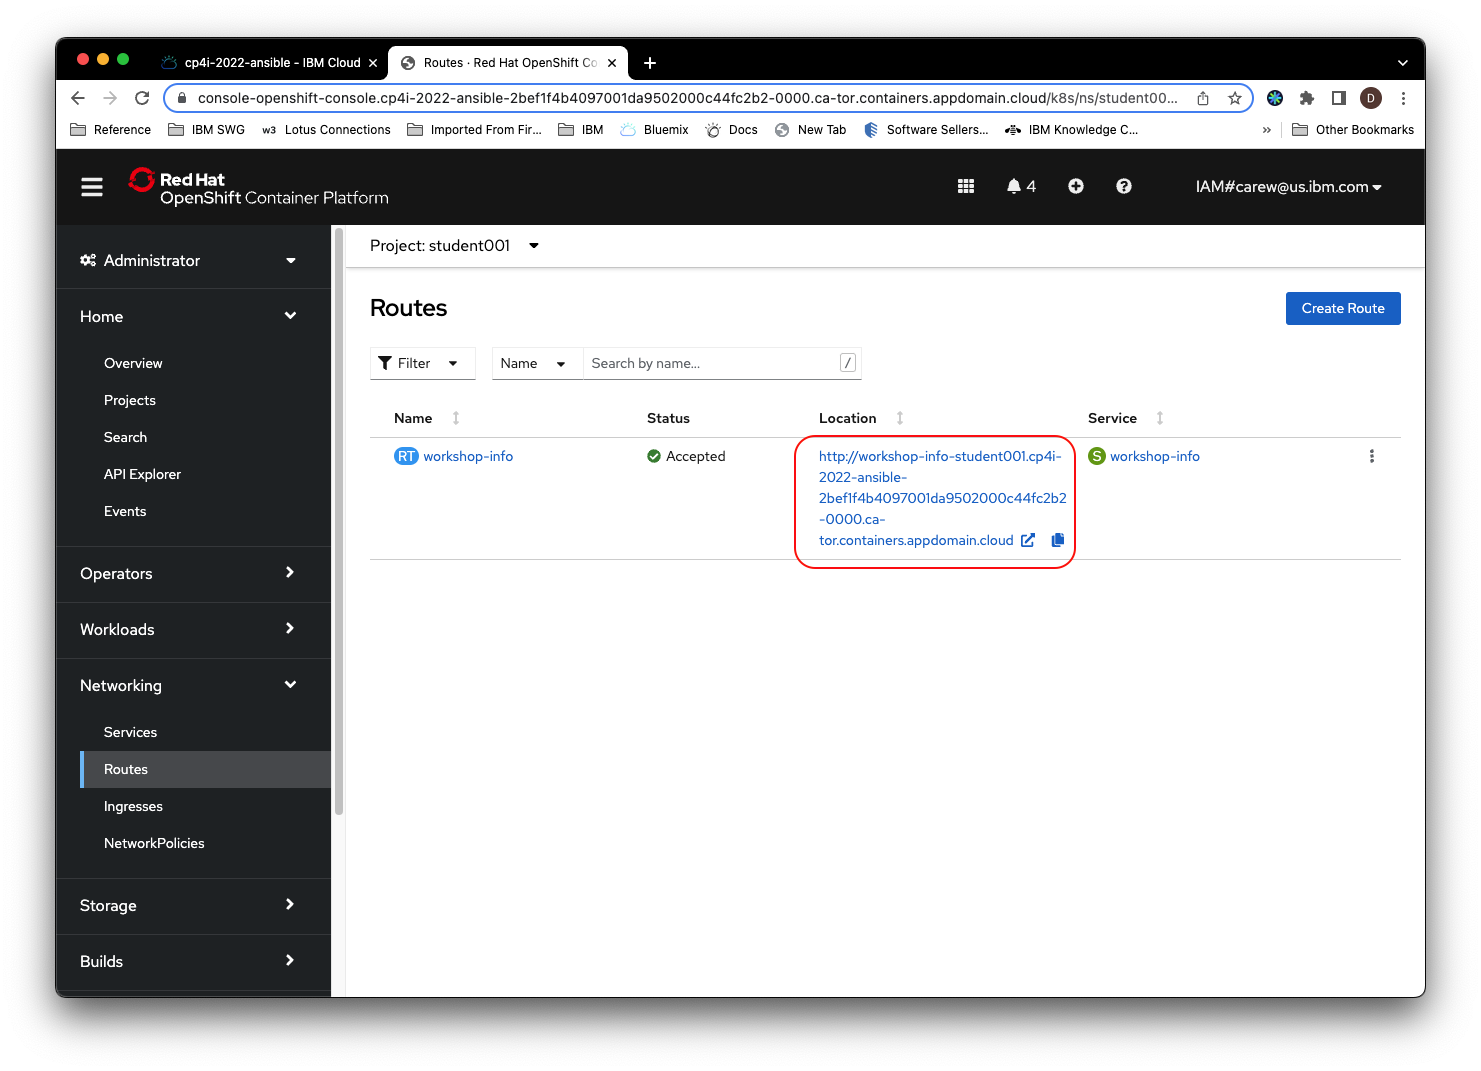 cp4i-2022-ansible - IBM Cloud
Routes · Red Hat OpenShift Co
console-openshift-console.cp4i-2022-ansible-2bef1f4b4097001da9502000c44fc2b2-0000.ca-tor.containers.appdomain.cloud/k8s/ns/student00...
D
Reference
IBM SWG
w3 Lotus Connections
Imported From Fir...
IBM
Bluemix
Docs
New Tab
Software Sellers...
IBM Knowledge C...
»
Other Bookmarks
Red Hat
OpenShift Container Platform
4
IAM#carew@us.ibm.com
Administrator
Home
Overview
Projects
Search
API Explorer
Events
Operators
Workloads
Networking
Services
Routes
Ingresses
NetworkPolicies
Storage
Builds
Project: student001
Routes
Create Route
Filter
Name
Search by name...
/
Name
Status
Location
Service
RT workshop-info
Accepted
http://workshop-info-student001.cp4i-
2022-ansible-
2bef1f4b4097001da9502000c44fc2b2
-0000.ca-
tor.containers.appdomain.cloud
S workshop-info